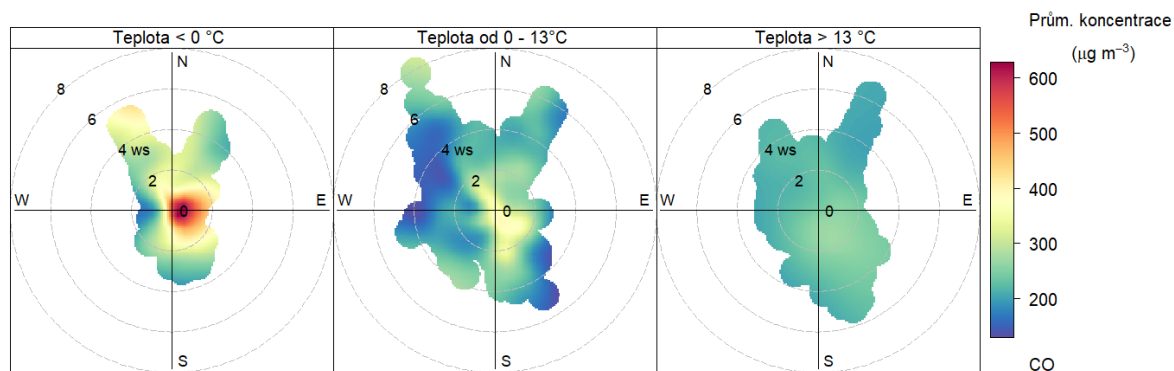 Teplota < 0 °C
N
8
6
4 ws
2
W
0
E
S
Teplota od 0 - 13°C
N
8
6
4 ws
2
W
0
E
S
Teplota > 13 °C
N
8
6
4 ws
2
W
0
E
S
Prům. koncentrace
(µg m⁻³)
600
500
400
300
200
CO